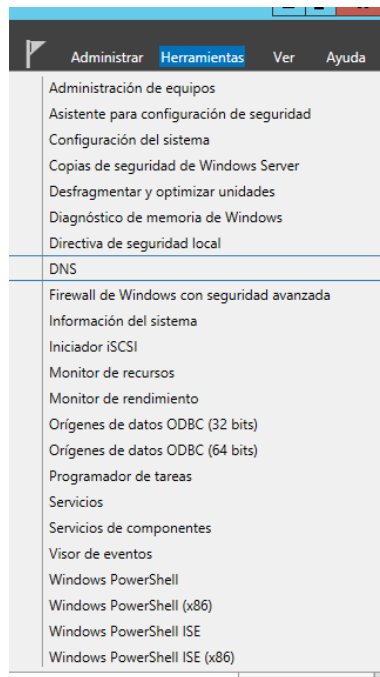 Administrar Herramientas Ver Ayuda
Administración de equipos
Asistente para configuración de seguridad
Configuración del sistema
Copias de seguridad de Windows Server
Desfragmentar y optimizar unidades
Diagnóstico de memoria de Windows
Directiva de seguridad local
DNS
Firewall de Windows con seguridad avanzada
Información del sistema
Iniciador iSCSI
Monitor de recursos
Monitor de rendimiento
Orígenes de datos ODBC (32 bits)
Orígenes de datos ODBC (64 bits)
Programador de tareas
Servicios
Servicios de componentes
Visor de eventos
Windows PowerShell
Windows PowerShell (x86)
Windows PowerShell ISE
Windows PowerShell ISE (x86)